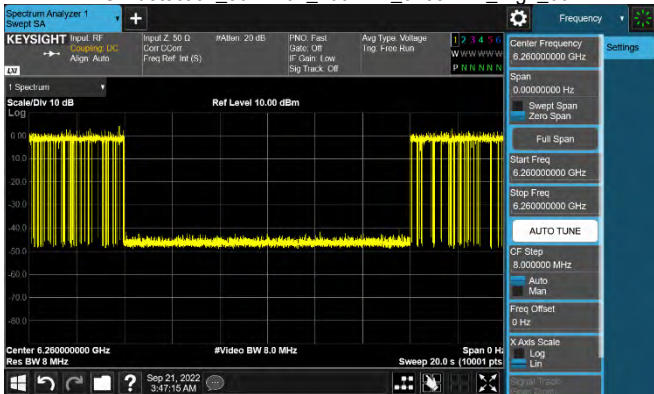 Spectrum Analyzer 1
Swept SA
+
Frequency
KEYSIGHT
Input: RF
Coupling: DC
Align: Auto
Input Z: 50 Ω
Corr CCorr
Freq Ref: Int (S)
#Atten: 20 dB
PNO: Fast
Gate: Off
IF Gain: Low
Sig Track: Off
Avg Type: Voltage
Trig: Free Run
1 2 3 4 5 6
W W W W W W
P N N N N N
LXI
1 Spectrum
Scale/Div 10 dB
Ref Level 10.00 dBm
Log
0.00
-10.0
-20.0
-30.0
-40.0
-50.0
-60.0
-70.0
-80.0
Center 6.260000000 GHz
#Video BW 8.0 MHz
Span 0 Hz
Res BW 8 MHz
Sweep 20.0 s (10001 pts
Center Frequency
6.260000000 GHz
Settings
Span
0.00000000 Hz
Swept Span
Zero Span
Full Span
Start Freq
6.260000000 GHz
Stop Freq
6.260000000 GHz
AUTO TUNE
CF Step
8.000000 MHz
Auto
Man
Freq Offset
0 Hz
X Axis Scale
Log
Lin
Signal Track
?
Sep 21, 2022
3:47:15 AM